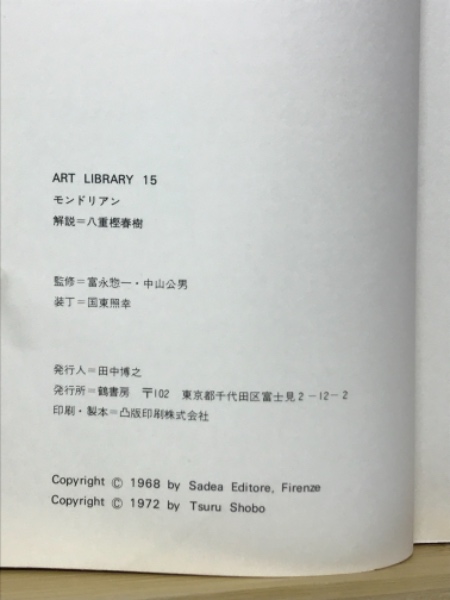 ART LIBRARY 15
モンドリアン
解説＝八重樫春樹
監修＝富永惣一・中山公男
装丁＝国東照幸
発行人＝田中博之
発行所＝鶴書房 〒102 東京都千代田区富士見2-12-2
印刷・製本＝凸版印刷株式会社
Copyright © 1968 by Sadea Editore, Firenze
Copyright © 1972 by Tsuru Shobo